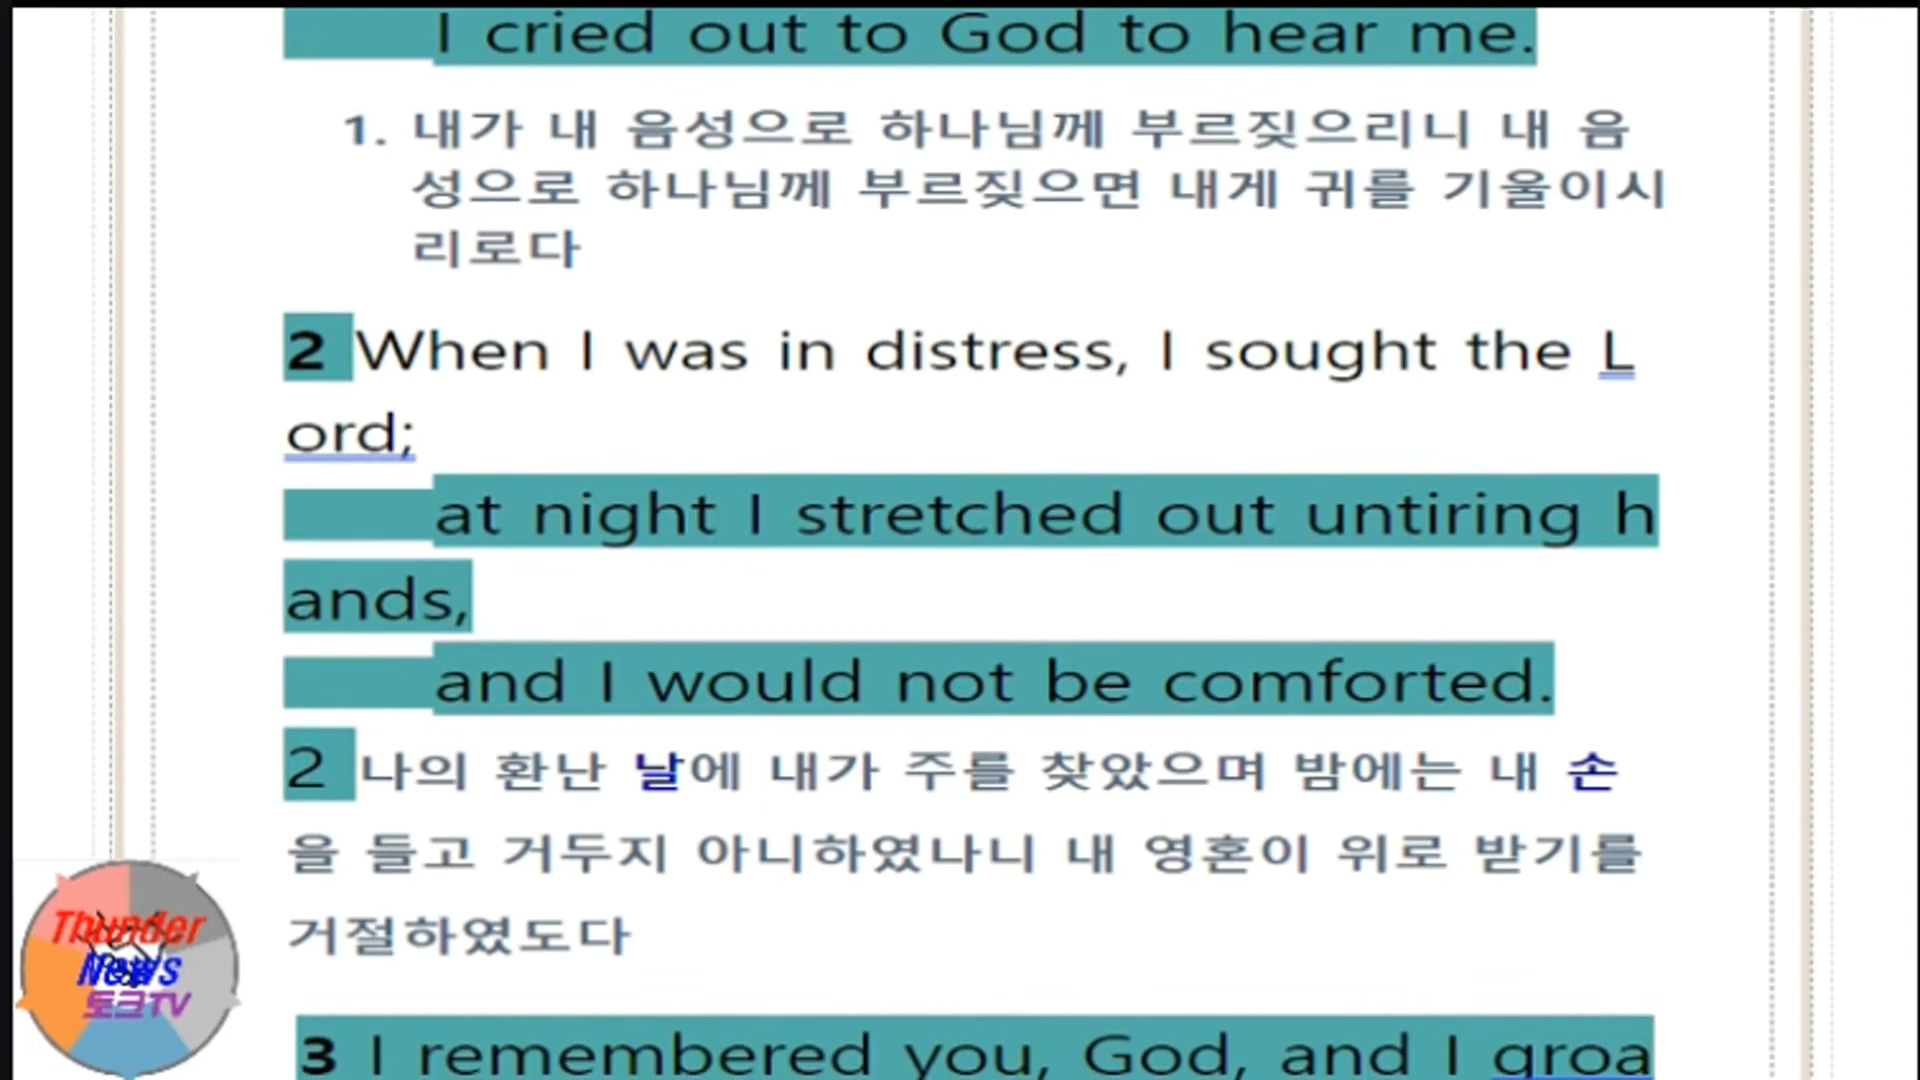 I cried out to God to hear me.
1. 내가 내 음성으로 하나님께 부르짖으리니 내 음
성으로 하나님께 부르짖으면 내게 귀를 기울이시
리로다
2 When I was in distress, I sought the L
ord;
at night I stretched out untiring h
ands,
and I would not be comforted.
2 나의 환난 날에 내가 주를 찾았으며 밤에는 내 손
을 들고 거두지 아니하였나니 내 영혼이 위로 받기를
거절하였도다
3 I remembered you, God, and I groa
Thunder
News
토크TV